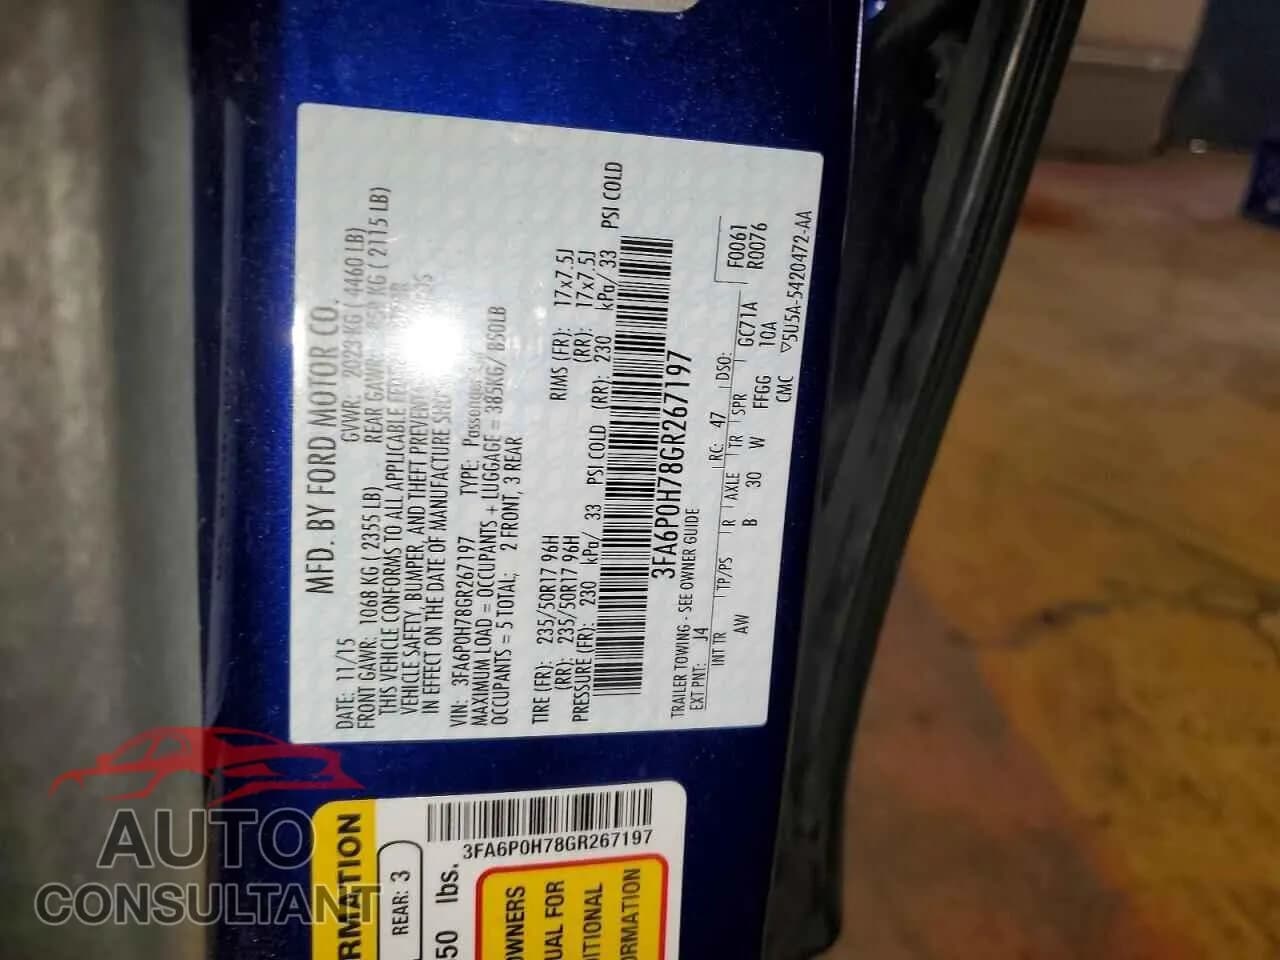 MFD. BY FORD MOTOR CO.
DATE: 11/15 GVWR: 2023 KG ( 4460 LB)
FRONT GAWR: 1068 KG ( 2355 LB) REAR GAWR: 959 KG ( 2115 LB)
THIS VEHICLE CONFORMS TO ALL APPLICABLE
VEHICLE SAFETY, BUMPER, AND THEFT PREVENTION
IN EFFECT ON THE DATE OF MANUFACTURE SHOWN
VIN: 3FA6P0H78GR267197 TYPE: Passenger
MAXIMUM LOAD = OCCUPANTS + LUGGAGE = 385KG/ 850LB
OCCUPANTS = 5 TOTAL; 2 FRONT, 3 REAR
TIRE (FR): 235/50R17 96H RIMS (FR): 17x7.5J
(RR): 235/50R17 96H (RR): 17x7.5J
PRESSURE (FR): 230 kPa/ 33 PSI COLD (RR): 230 kPa/ 33 PSI COLD
3FA6P0H78GR267197
TRAILER TOWING - SEE OWNER GUIDE
EXT PNT: J4 RC: 47 DSO: F0061
R0076
INT TR TP/PS R AXLE TR SPR GC71A
AW B 30 W FFGG 10A
CMC ▽5U5A-5420472-AA
3FA6P0H78GR267197
RMATION
REAR: 3
50 lbs.
OWNERS
UAL FOR
DITIONAL
ORMATION
AUTO
CONSULTANT